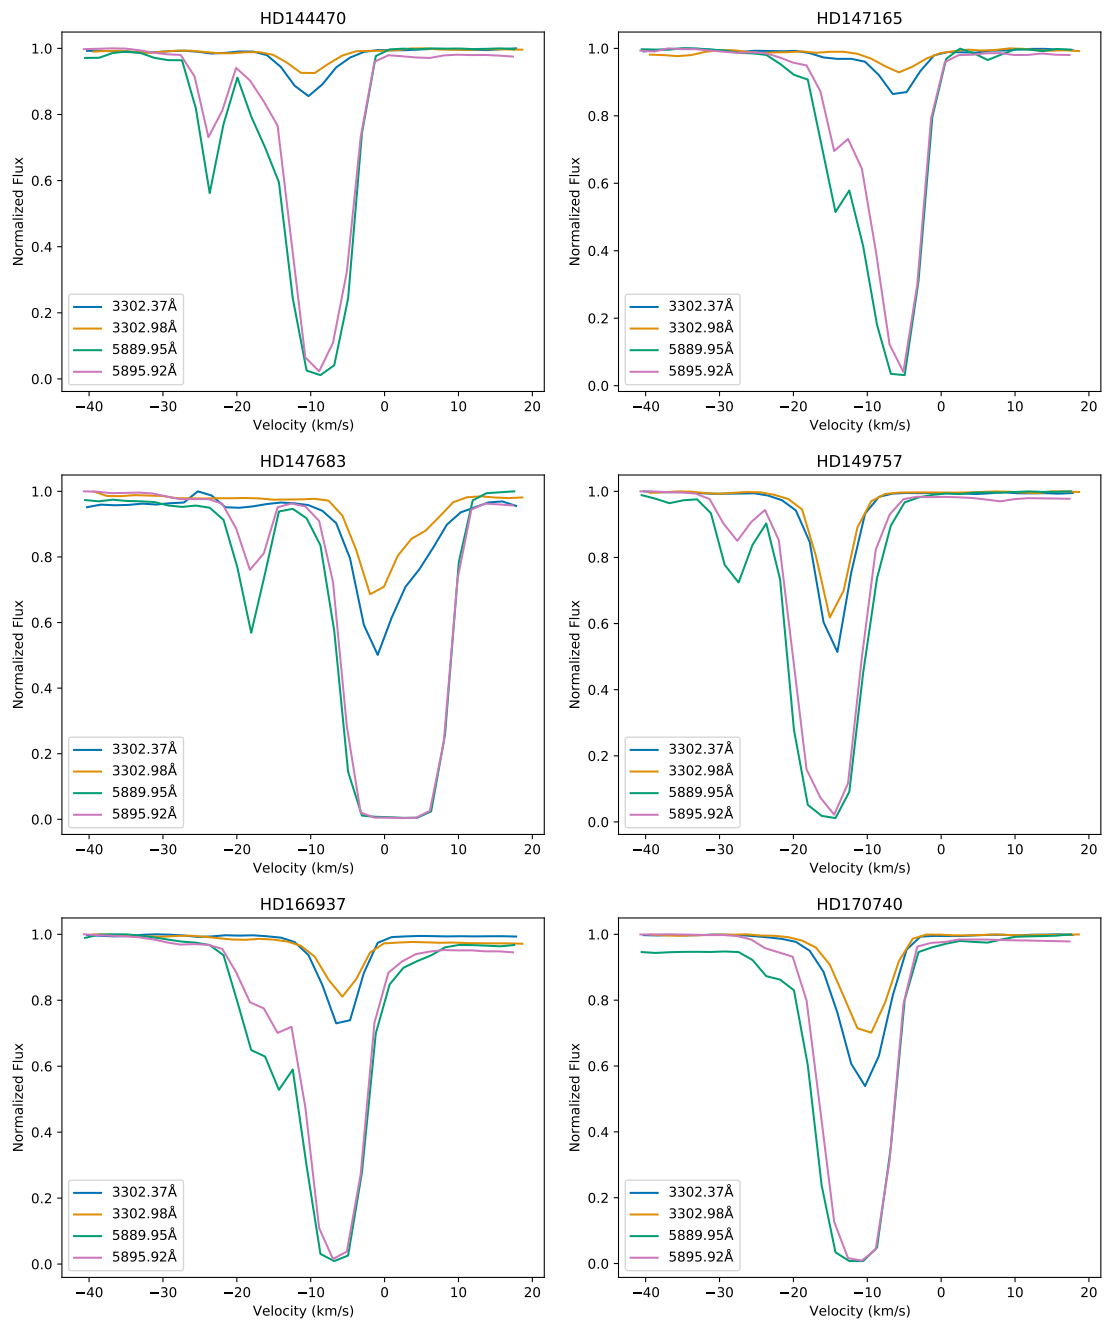 HD144470
Normalized Flux
1.0
0.8
0.6
0.4
0.2
0.0
3302.37Å
3302.98Å
5889.95Å
5895.92Å
−40 −30 −20 −10 0 10 20
Velocity (km/s)
HD147165
Normalized Flux
1.0
0.8
0.6
0.4
0.2
0.0
3302.37Å
3302.98Å
5889.95Å
5895.92Å
−40 −30 −20 −10 0 10 20
Velocity (km/s)
HD147683
Normalized Flux
1.0
0.8
0.6
0.4
0.2
0.0
3302.37Å
3302.98Å
5889.95Å
5895.92Å
−40 −30 −20 −10 0 10 20
Velocity (km/s)
HD149757
Normalized Flux
1.0
0.8
0.6
0.4
0.2
0.0
3302.37Å
3302.98Å
5889.95Å
5895.92Å
−40 −30 −20 −10 0 10 20
Velocity (km/s)
HD166937
Normalized Flux
1.0
0.8
0.6
0.4
0.2
0.0
3302.37Å
3302.98Å
5889.95Å
5895.92Å
−40 −30 −20 −10 0 10 20
Velocity (km/s)
HD170740
Normalized Flux
1.0
0.8
0.6
0.4
0.2
0.0
3302.37Å
3302.98Å
5889.95Å
5895.92Å
−40 −30 −20 −10 0 10 20
Velocity (km/s)